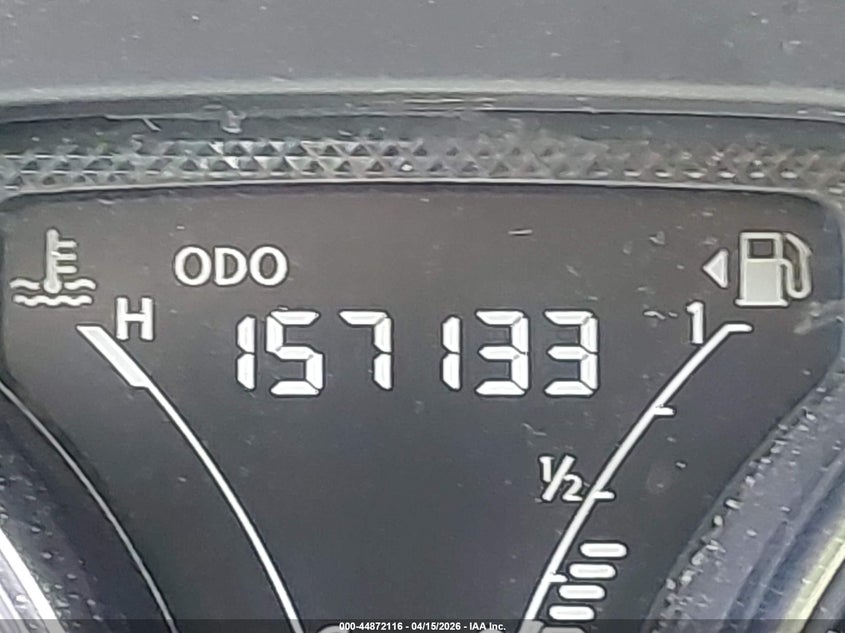 ODO
H
157133
1
1/2
000-44872116 - 04/15/2026 - IAA Inc.